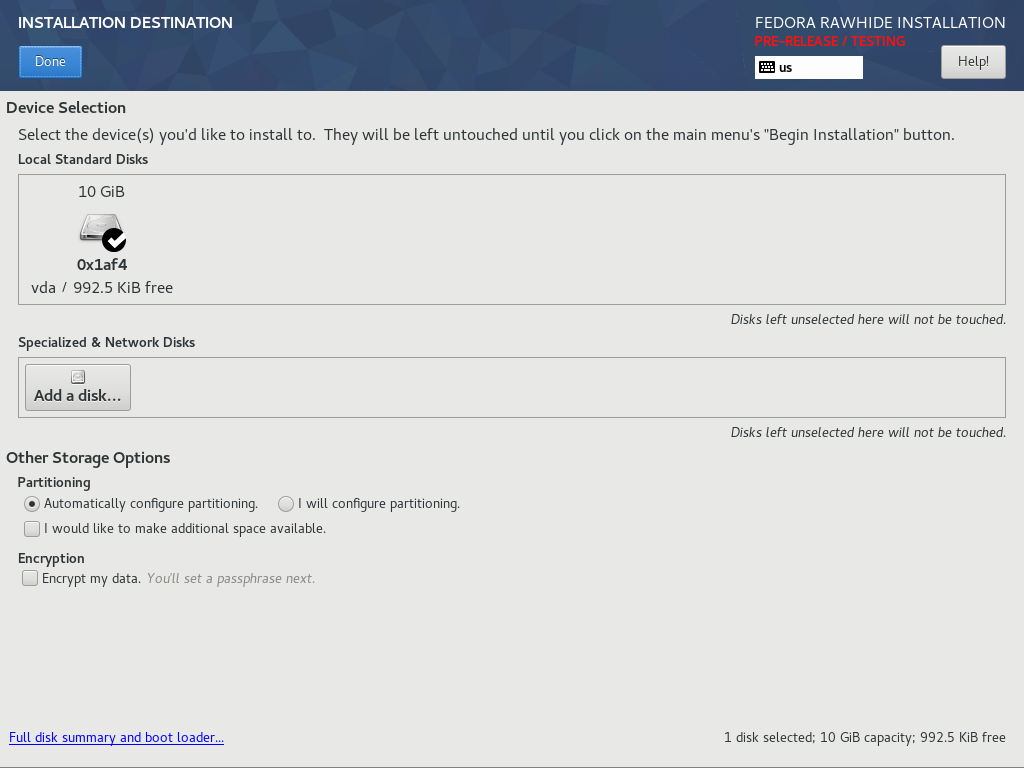 INSTALLATION DESTINATION
FEDORA RAWHIDE INSTALLATION
PRE-RELEASE / TESTING
Done
us
Help!
Device Selection
Select the device(s) you'd like to install to.  They will be left untouched until you click on the main menu's "Begin Installation" button.
Local Standard Disks
10 GiB
0x1af4
vda / 992.5 KiB free
Disks left unselected here will not be touched.
Specialized & Network Disks
Add a disk...
Disks left unselected here will not be touched.
Other Storage Options
Partitioning
Automatically configure partitioning. I will configure partitioning.
I would like to make additional space available.
Encryption
Encrypt my data. You'll set a passphrase next.
Full disk summary and boot loader... 1 disk selected; 10 GiB capacity; 992.5 KiB free